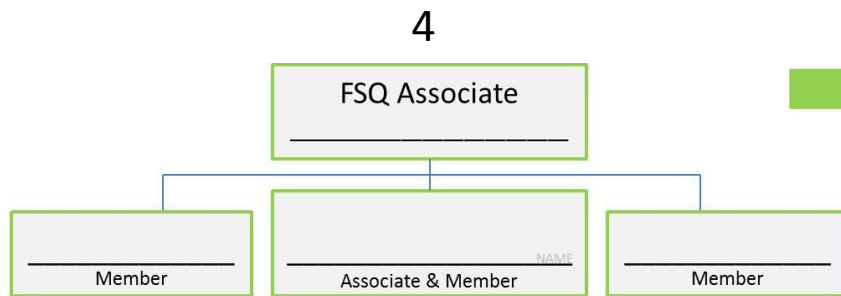 4
FSQ Associate
NAME
Member
Associate & Member
Member